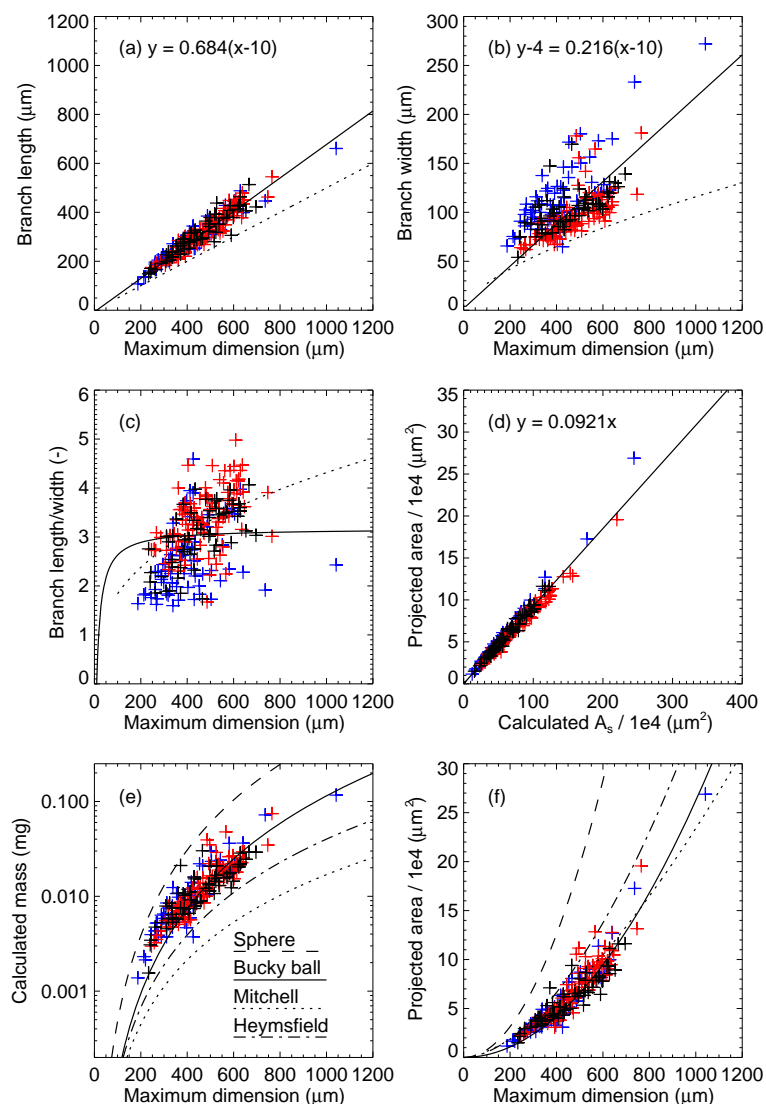 (a) y = 0.684(x-10)
Branch length (μm)
1200
1000
800
600
400
200
0
0 200 400 600 800 1000 1200
Maximum dimension (μm)
(b) y-4 = 0.216(x-10)
Branch width (μm)
300
250
200
150
100
50
0
0 200 400 600 800 1000 1200
Maximum dimension (μm)
(c)
Branch length/width (-)
6
5
4
3
2
1
0
0 200 400 600 800 1000 1200
Maximum dimension (μm)
(d) y = 0.0921x
Projected area / 1e4 (μm²)
35
30
25
20
15
10
5
0
0 100 200 300 400
Calculated Aₛ / 1e4 (μm²)
(e)
Calculated mass (mg)
0.100
0.010
0.001
Sphere
Bucky ball
Mitchell
Heymsfield
0 200 400 600 800 1000 1200
Maximum dimension (μm)
(f)
Projected area / 1e4 (μm²)
30
25
20
15
10
5
0
0 200 400 600 800 1000 1200
Maximum dimension (μm)